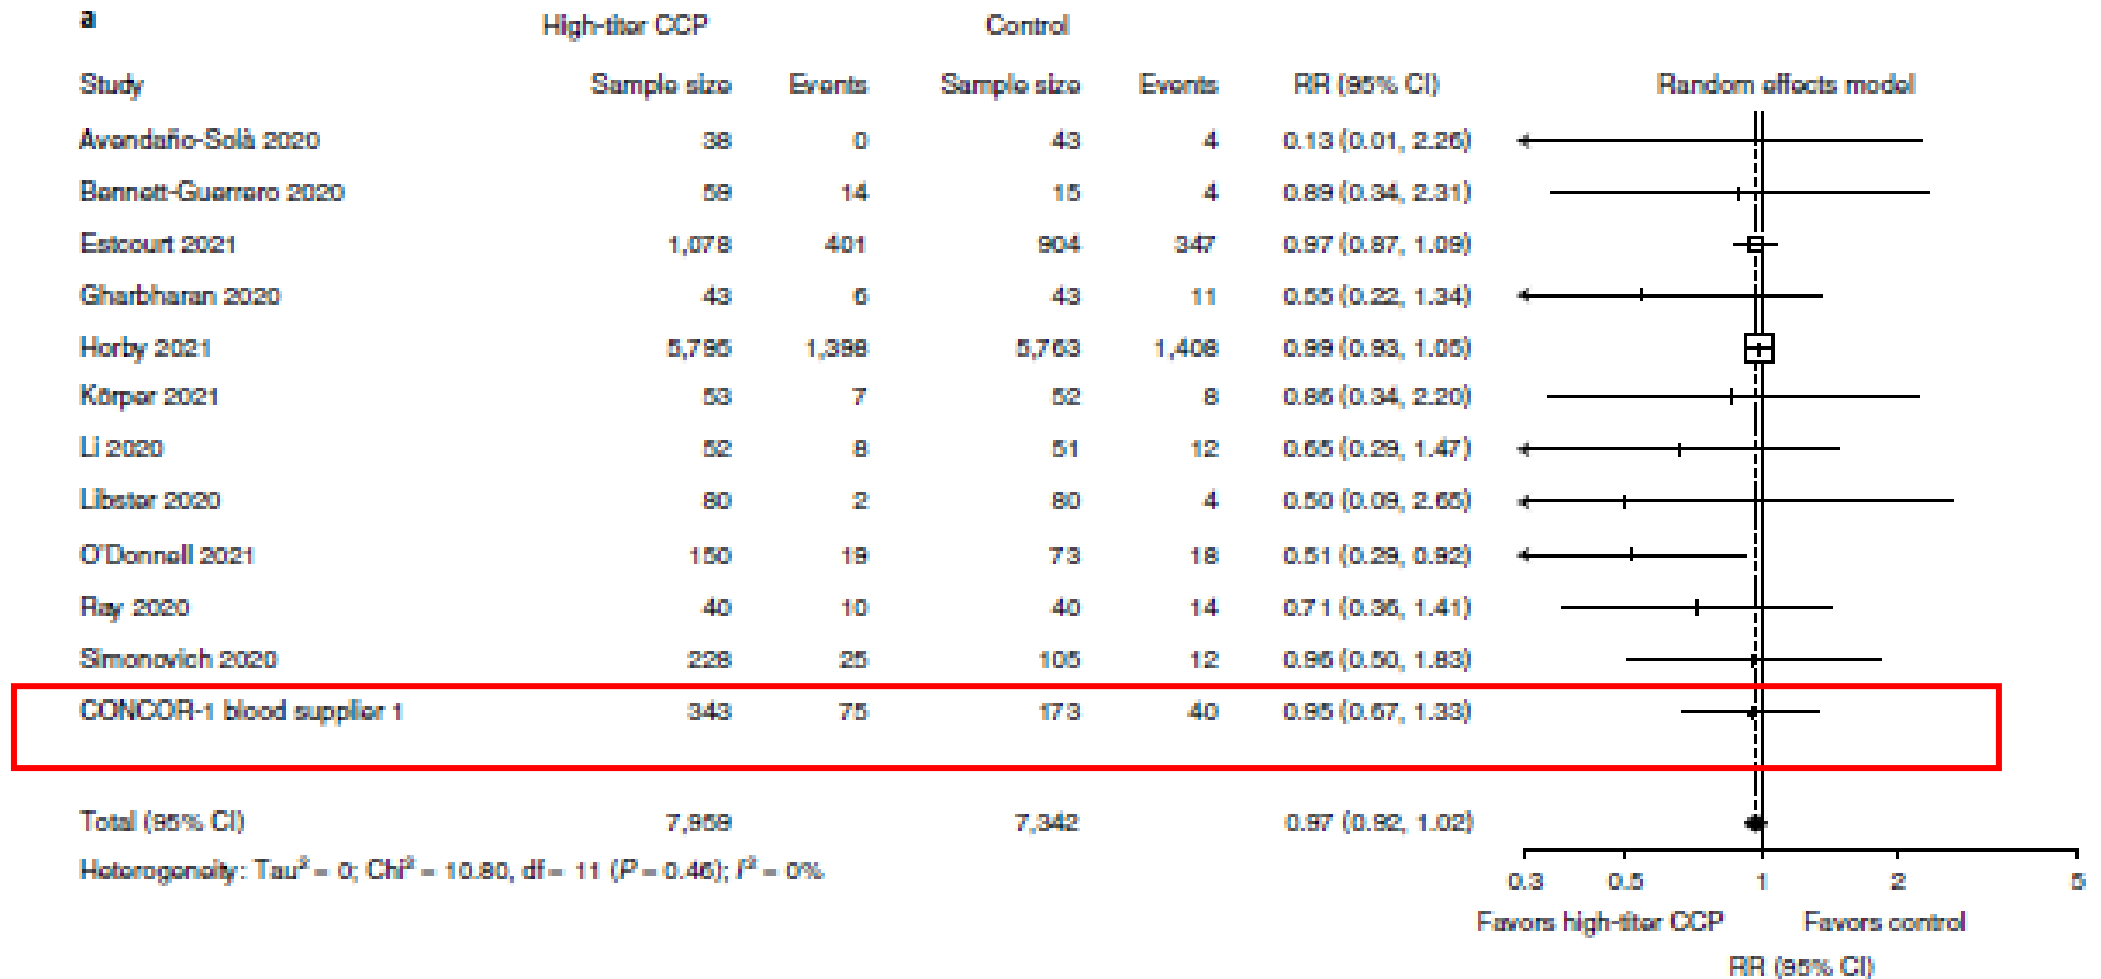 a
High-titer CCP Control
Study Sample size Events Sample size Events RR (95% CI) Random effects model
Avendaño-Solà 2020 38 0 43 4 0.13 (0.01, 2.26)
Bennett-Guerrero 2020 59 14 15 4 0.89 (0.34, 2.31)
Estcourt 2021 1,078 401 904 347 0.97 (0.87, 1.09)
Gharbharan 2020 43 6 43 11 0.55 (0.22, 1.34)
Horby 2021 5,795 1,398 5,763 1,408 0.99 (0.93, 1.05)
Körper 2021 53 7 52 8 0.86 (0.34, 2.20)
Li 2020 52 8 51 12 0.65 (0.29, 1.47)
Libster 2020 80 2 80 4 0.50 (0.09, 2.65)
O'Donnell 2021 150 19 73 18 0.51 (0.29, 0.92)
Ray 2020 40 10 40 14 0.71 (0.36, 1.41)
Simonovich 2020 228 25 105 12 0.96 (0.50, 1.83)
CONCOR-1 blood supplier 1 343 75 173 40 0.95 (0.67, 1.33)
Total (95% CI) 7,959 7,342 0.97 (0.92, 1.02)
Heterogeneity: Tau² = 0; Chi² = 10.80, df = 11 (P = 0.46); I² = 0%
0.3 0.5 1 2 5
Favors high-titer CCP Favors control
RR (95% CI)